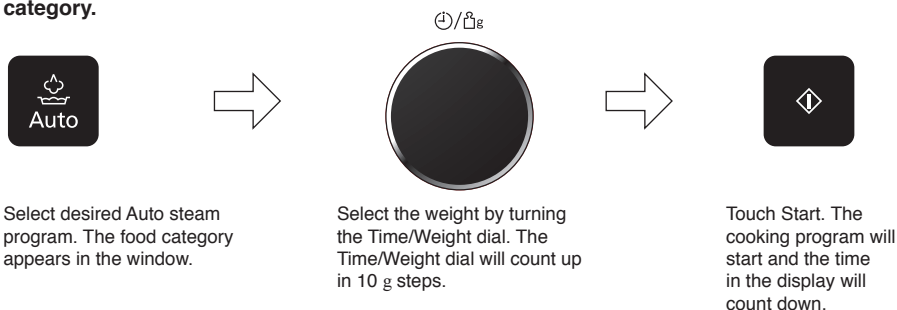 category.
g
Auto
Select desired Auto steam
program. The food category
appears in the window.
Select the weight by turning
the Time/Weight dial. The
Time/Weight dial will count up
in 10 g steps.
Touch Start. The
cooking program will
start and the time
in the display will
count down.